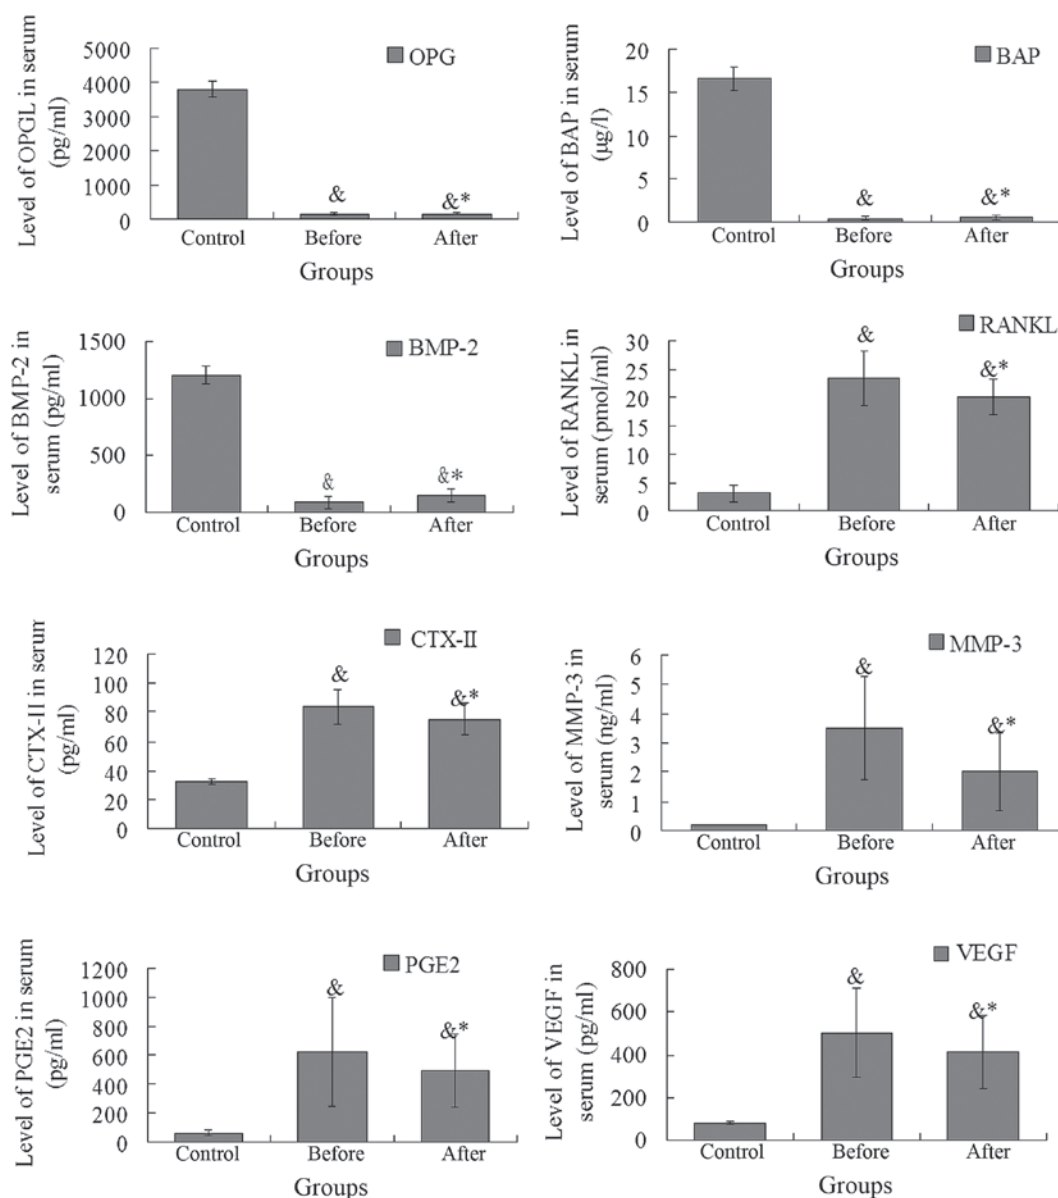 OPG
Level of OPGL in serum
(pg/ml)
5000
4000
3000
2000
1000
0
&
&*
Control
Before
After
Groups
BAP
Level of BAP in serum
(μg/l)
20
15
10
5
0
&
&*
Control
Before
After
Groups
BMP-2
Level of BMP-2 in
serum (pg/ml)
1500
1000
500
0
&
&*
Control
Before
After
Groups
RANKL
Level of RANKL in
serum (pmol/ml)
30
25
20
15
10
5
0
&
&*
Control
Before
After
Groups
CTX-II
Level of CTX-II in serum
(pg/ml)
120
100
80
60
40
20
0
&
&*
Control
Before
After
Groups
MMP-3
Level of MMP-3 in
serum (ng/ml)
6
5
4
3
2
1
0
&
&*
Control
Before
After
Groups
PGE2
Level of PGE2 in serum
(pg/ml)
1200
1000
800
600
400
200
0
&
&*
Control
Before
After
Groups
VEGF
Level of VEGF in
serum (pg/ml)
800
600
400
200
0
&
&*
Control
Before
After
Groups